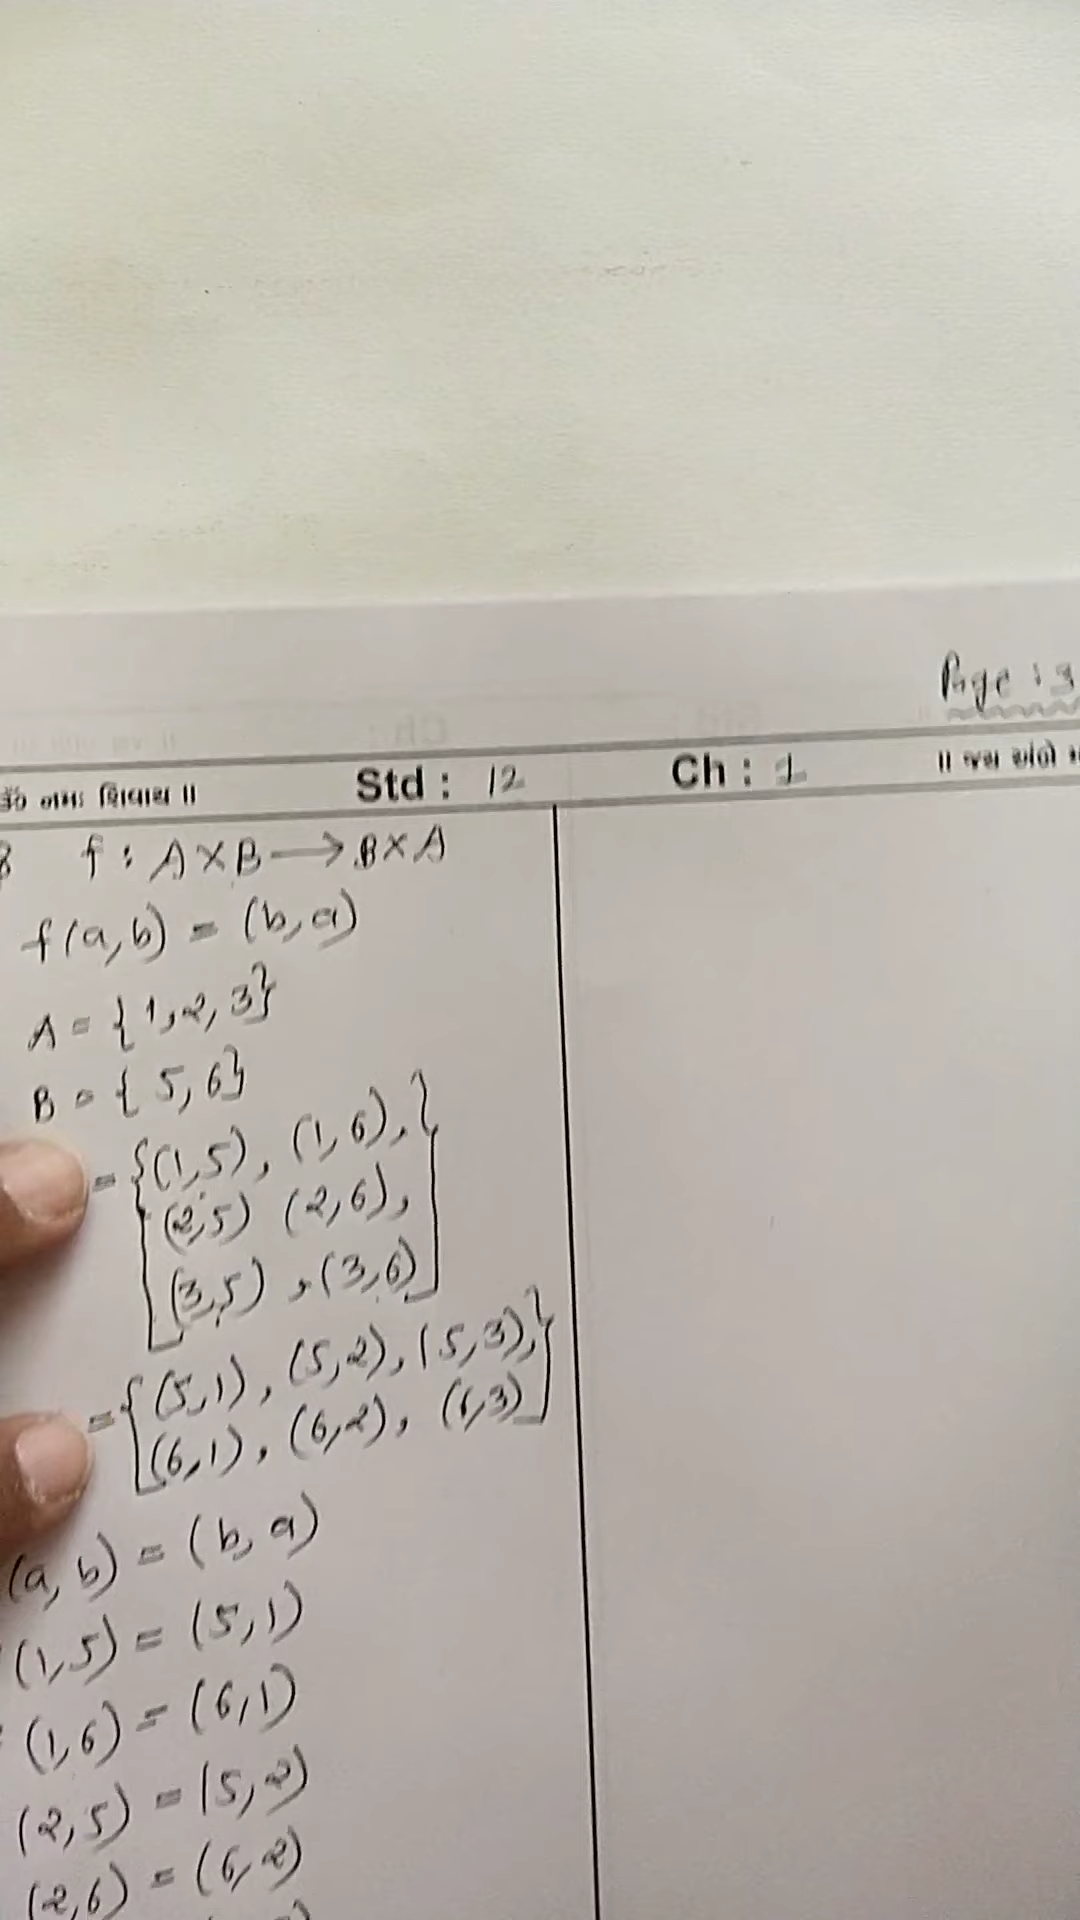 Page : 3
ૐ નમઃ શિવાય ॥ Std : 12 Ch : 1 ॥ જય અંબે
8 f : A×B → B×A
f(a,b) = (b,a)
A = {1,2,3}
B = {5,6}
= {(1,5), (1,6),}
(2,5) (2,6),
(3,5) , (3,6)
= {(5,1), (5,2), (5,3),}
(6,1), (6,2), (6,3)
(a,b) = (b,a)
(1,5) = (5,1)
(1,6) = (6,1)
(2,5) = (5,2)
(2,6) = (6,2)